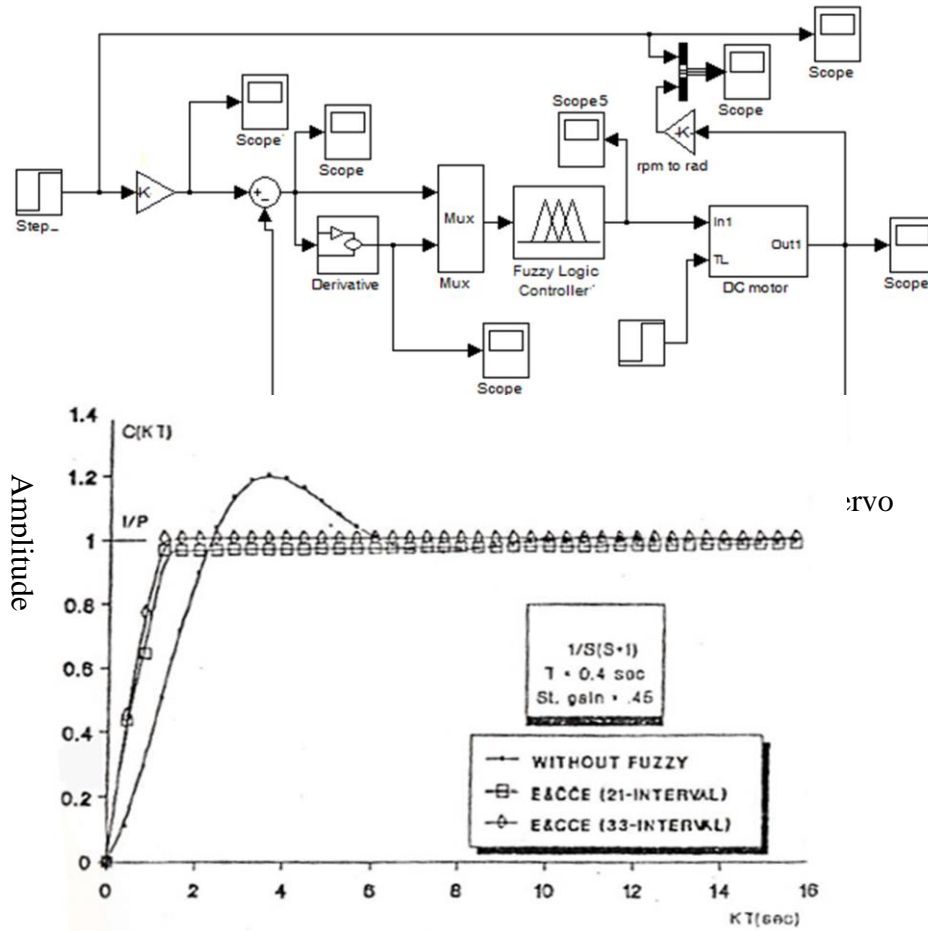 Scope
Scope
Scope
Scope5
Scope
rpm to rad
K
Step_
+
-
Mux
Mux
In1
TL
Out1
DC motor
Scope
Derivative
Fuzzy Logic
Controller
Scope
K
Scope
1.4
C(KT)
1.2
I/P
1
0.8
0.6
0.4
0.2
0
Amplitude
ervo
1/S(S+1)
T = 0.4 sec
St. gain = .45
WITHOUT FUZZY
E&CCE (21-INTERVAL)
E&CCE (33-INTERVAL)
0
2
4
6
8
10
12
14
16
KT(sec)